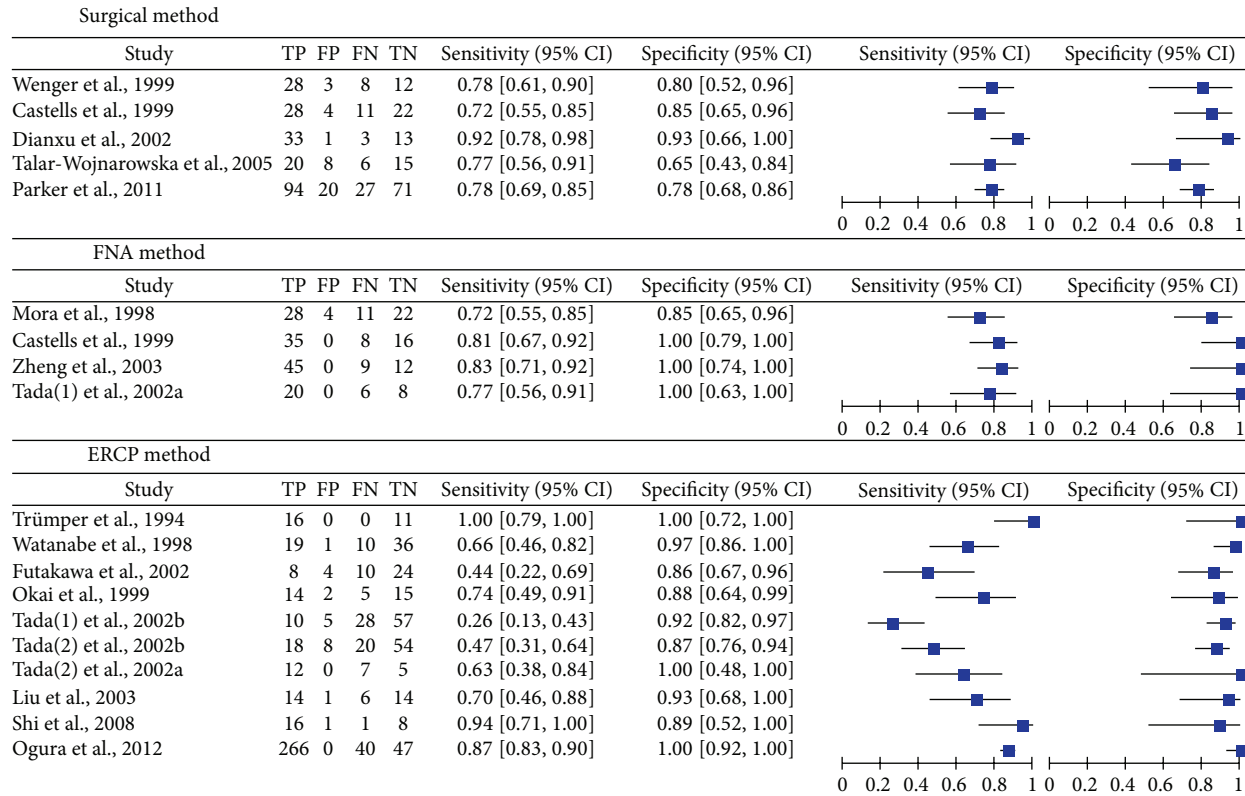 Surgical method
Study TP FP FN TN Sensitivity (95% CI) Specificity (95% CI) Sensitivity (95% CI) Specificity (95% CI)
Wenger et al., 1999 28 3 8 12 0.78 [0.61, 0.90] 0.80 [0.52, 0.96]
Castells et al., 1999 28 4 11 22 0.72 [0.55, 0.85] 0.85 [0.65, 0.96]
Dianxu et al., 2002 33 1 3 13 0.92 [0.78, 0.98] 0.93 [0.66, 1.00]
Talar-Wojnarowska et al., 2005 20 8 6 15 0.77 [0.56, 0.91] 0.65 [0.43, 0.84]
Parker et al., 2011 94 20 27 71 0.78 [0.69, 0.85] 0.78 [0.68, 0.86]
0 0.2 0.4 0.6 0.8 1 0 0.2 0.4 0.6 0.8 1
FNA method
Study TP FP FN TN Sensitivity (95% CI) Specificity (95% CI) Sensitivity (95% CI) Specificity (95% CI)
Mora et al., 1998 28 4 11 22 0.72 [0.55, 0.85] 0.85 [0.65, 0.96]
Castells et al., 1999 35 0 8 16 0.81 [0.67, 0.92] 1.00 [0.79, 1.00]
Zheng et al., 2003 45 0 9 12 0.83 [0.71, 0.92] 1.00 [0.74, 1.00]
Tada(1) et al., 2002a 20 0 6 8 0.77 [0.56, 0.91] 1.00 [0.63, 1.00]
0 0.2 0.4 0.6 0.8 1 0 0.2 0.4 0.6 0.8 1
ERCP method
Study TP FP FN TN Sensitivity (95% CI) Specificity (95% CI) Sensitivity (95% CI) Specificity (95% CI)
Trümper et al., 1994 16 0 0 11 1.00 [0.79, 1.00] 1.00 [0.72, 1.00]
Watanabe et al., 1998 19 1 10 36 0.66 [0.46, 0.82] 0.97 [0.86. 1.00]
Futakawa et al., 2002 8 4 10 24 0.44 [0.22, 0.69] 0.86 [0.67, 0.96]
Okai et al., 1999 14 2 5 15 0.74 [0.49, 0.91] 0.88 [0.64, 0.99]
Tada(1) et al., 2002b 10 5 28 57 0.26 [0.13, 0.43] 0.92 [0.82, 0.97]
Tada(2) et al., 2002b 18 8 20 54 0.47 [0.31, 0.64] 0.87 [0.76, 0.94]
Tada(2) et al., 2002a 12 0 7 5 0.63 [0.38, 0.84] 1.00 [0.48, 1.00]
Liu et al., 2003 14 1 6 14 0.70 [0.46, 0.88] 0.93 [0.68, 1.00]
Shi et al., 2008 16 1 1 8 0.94 [0.71, 1.00] 0.89 [0.52, 1.00]
Ogura et al., 2012 266 0 40 47 0.87 [0.83, 0.90] 1.00 [0.92, 1.00]
0 0.2 0.4 0.6 0.8 1 0 0.2 0.4 0.6 0.8 1